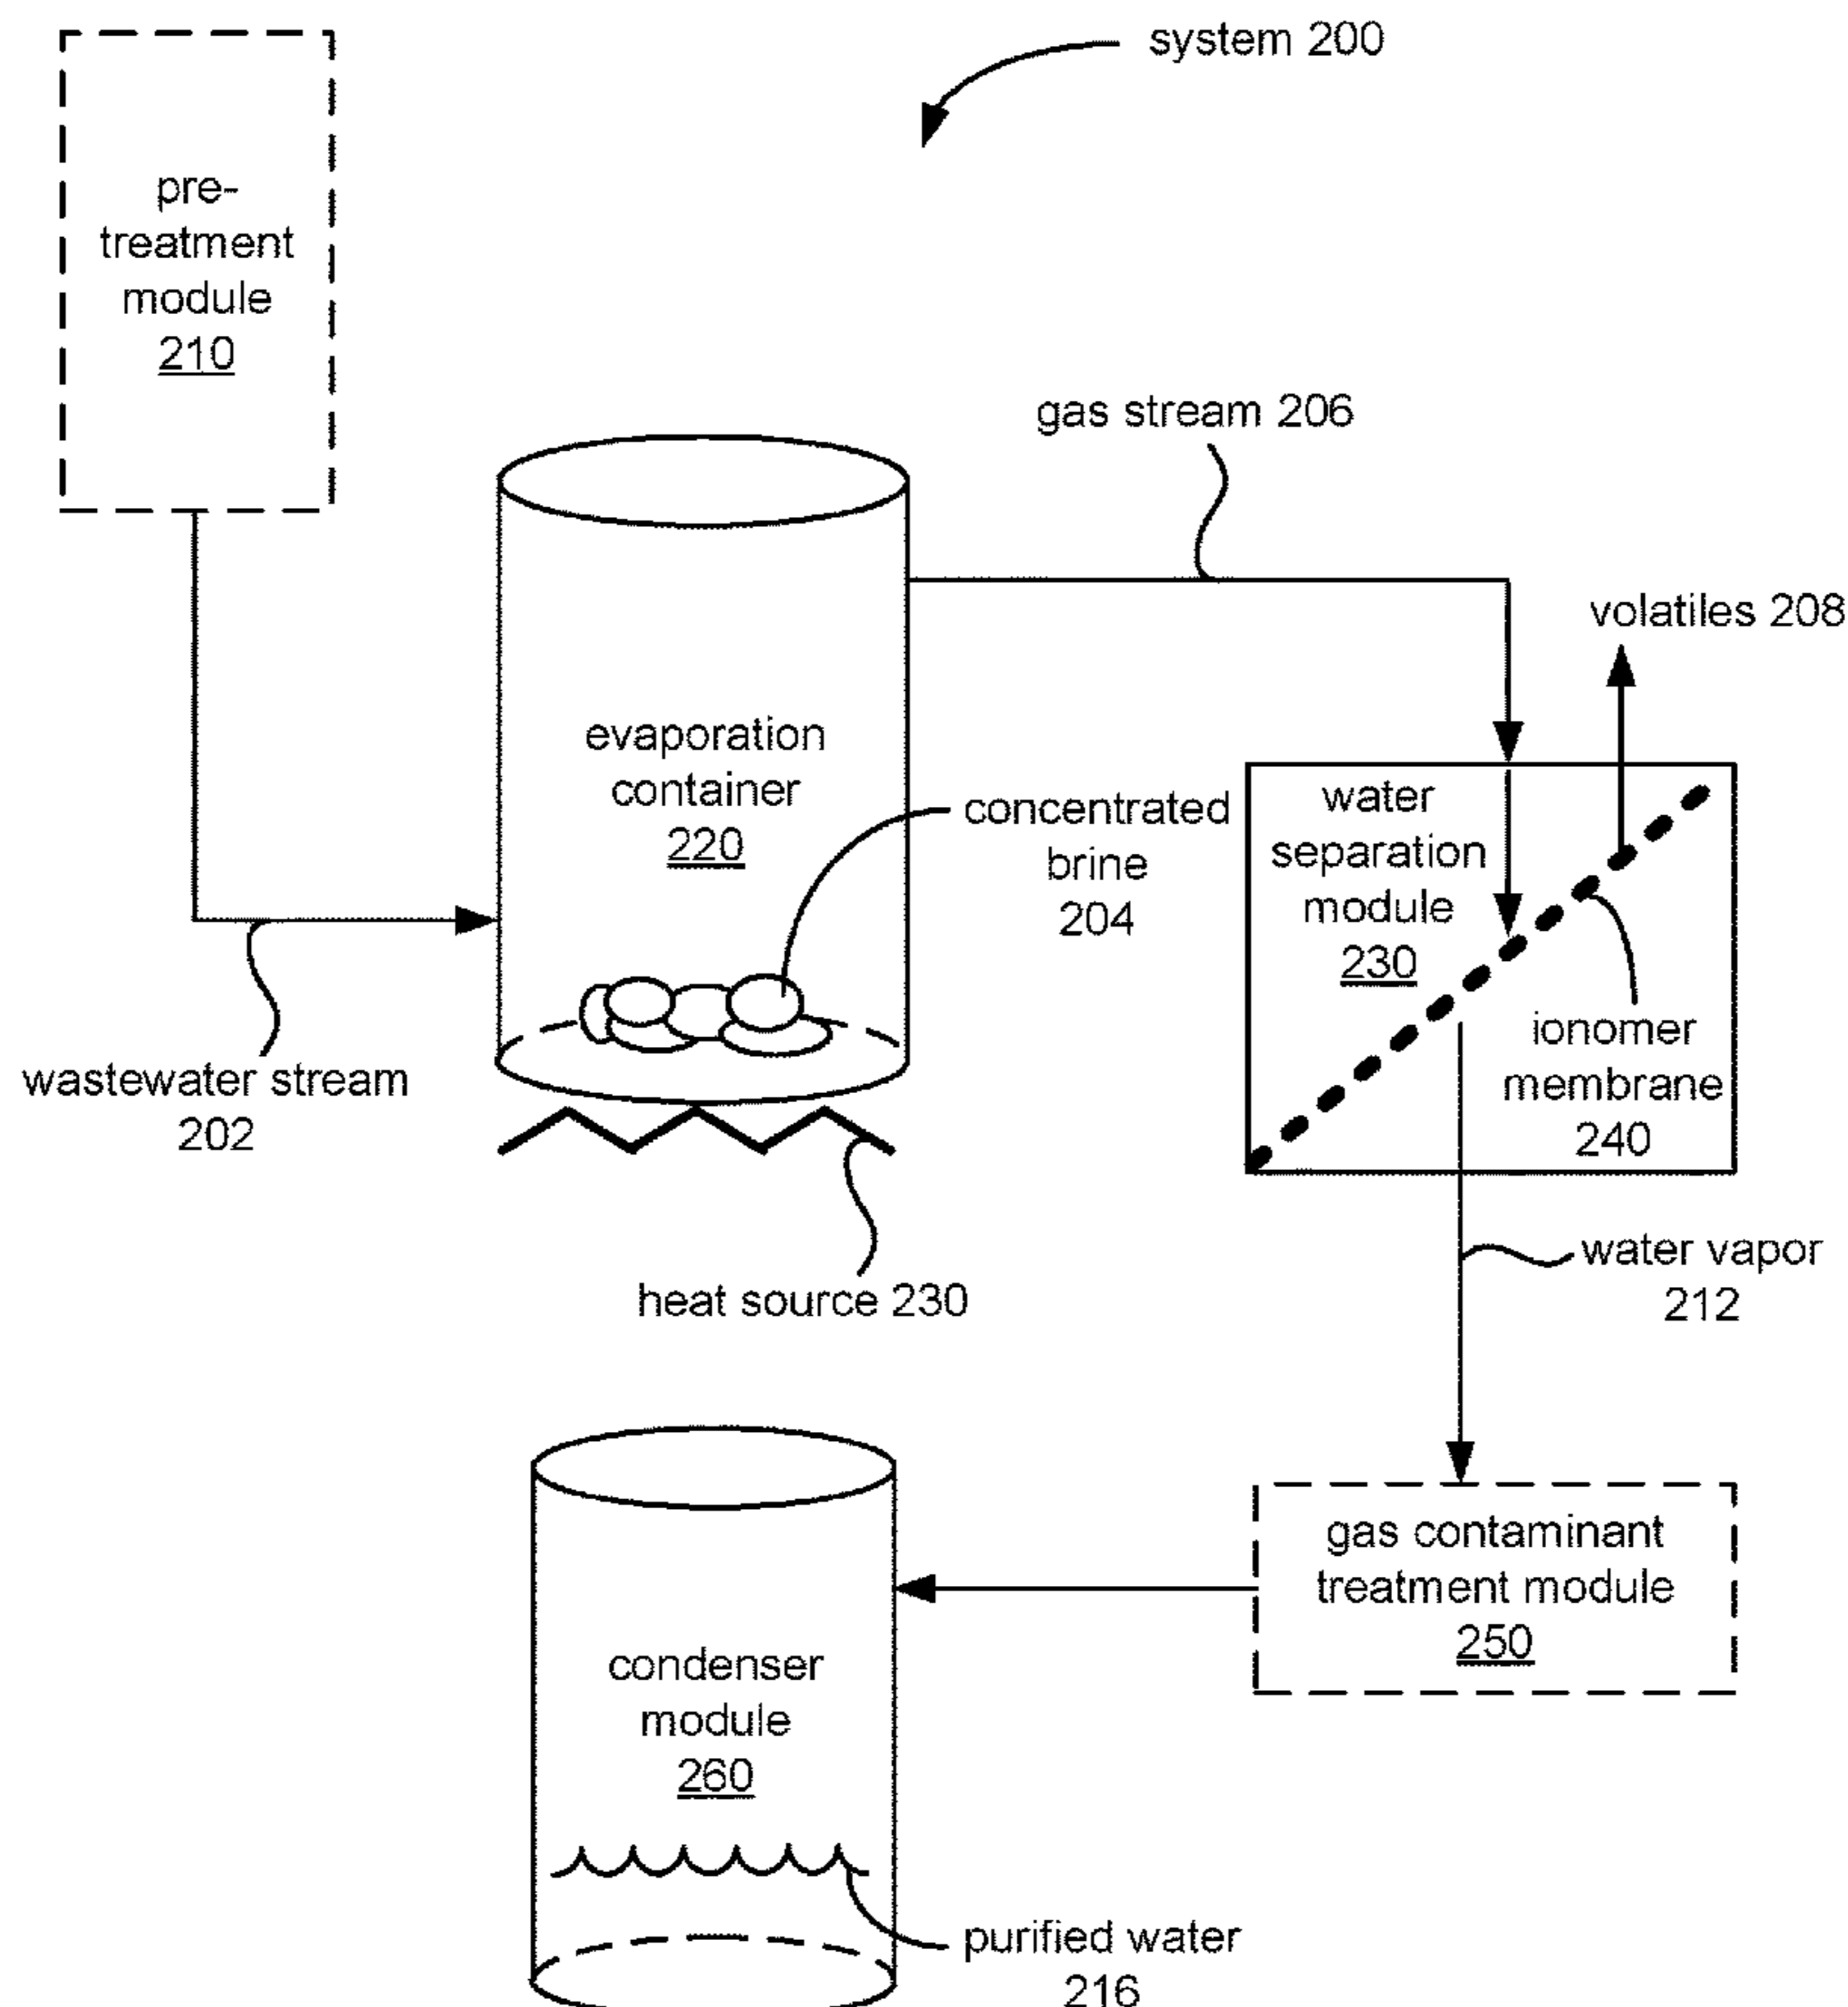 system 200
pre-
treatment
module
210
gas stream 206
volatiles 208
evaporation
container
220
concentrated
brine
204
water
separation
module
230
ionomer
membrane
240
wastewater stream
202
heat source 230
water vapor
212
gas contaminant
treatment module
250
condenser
module
260
purified water
216